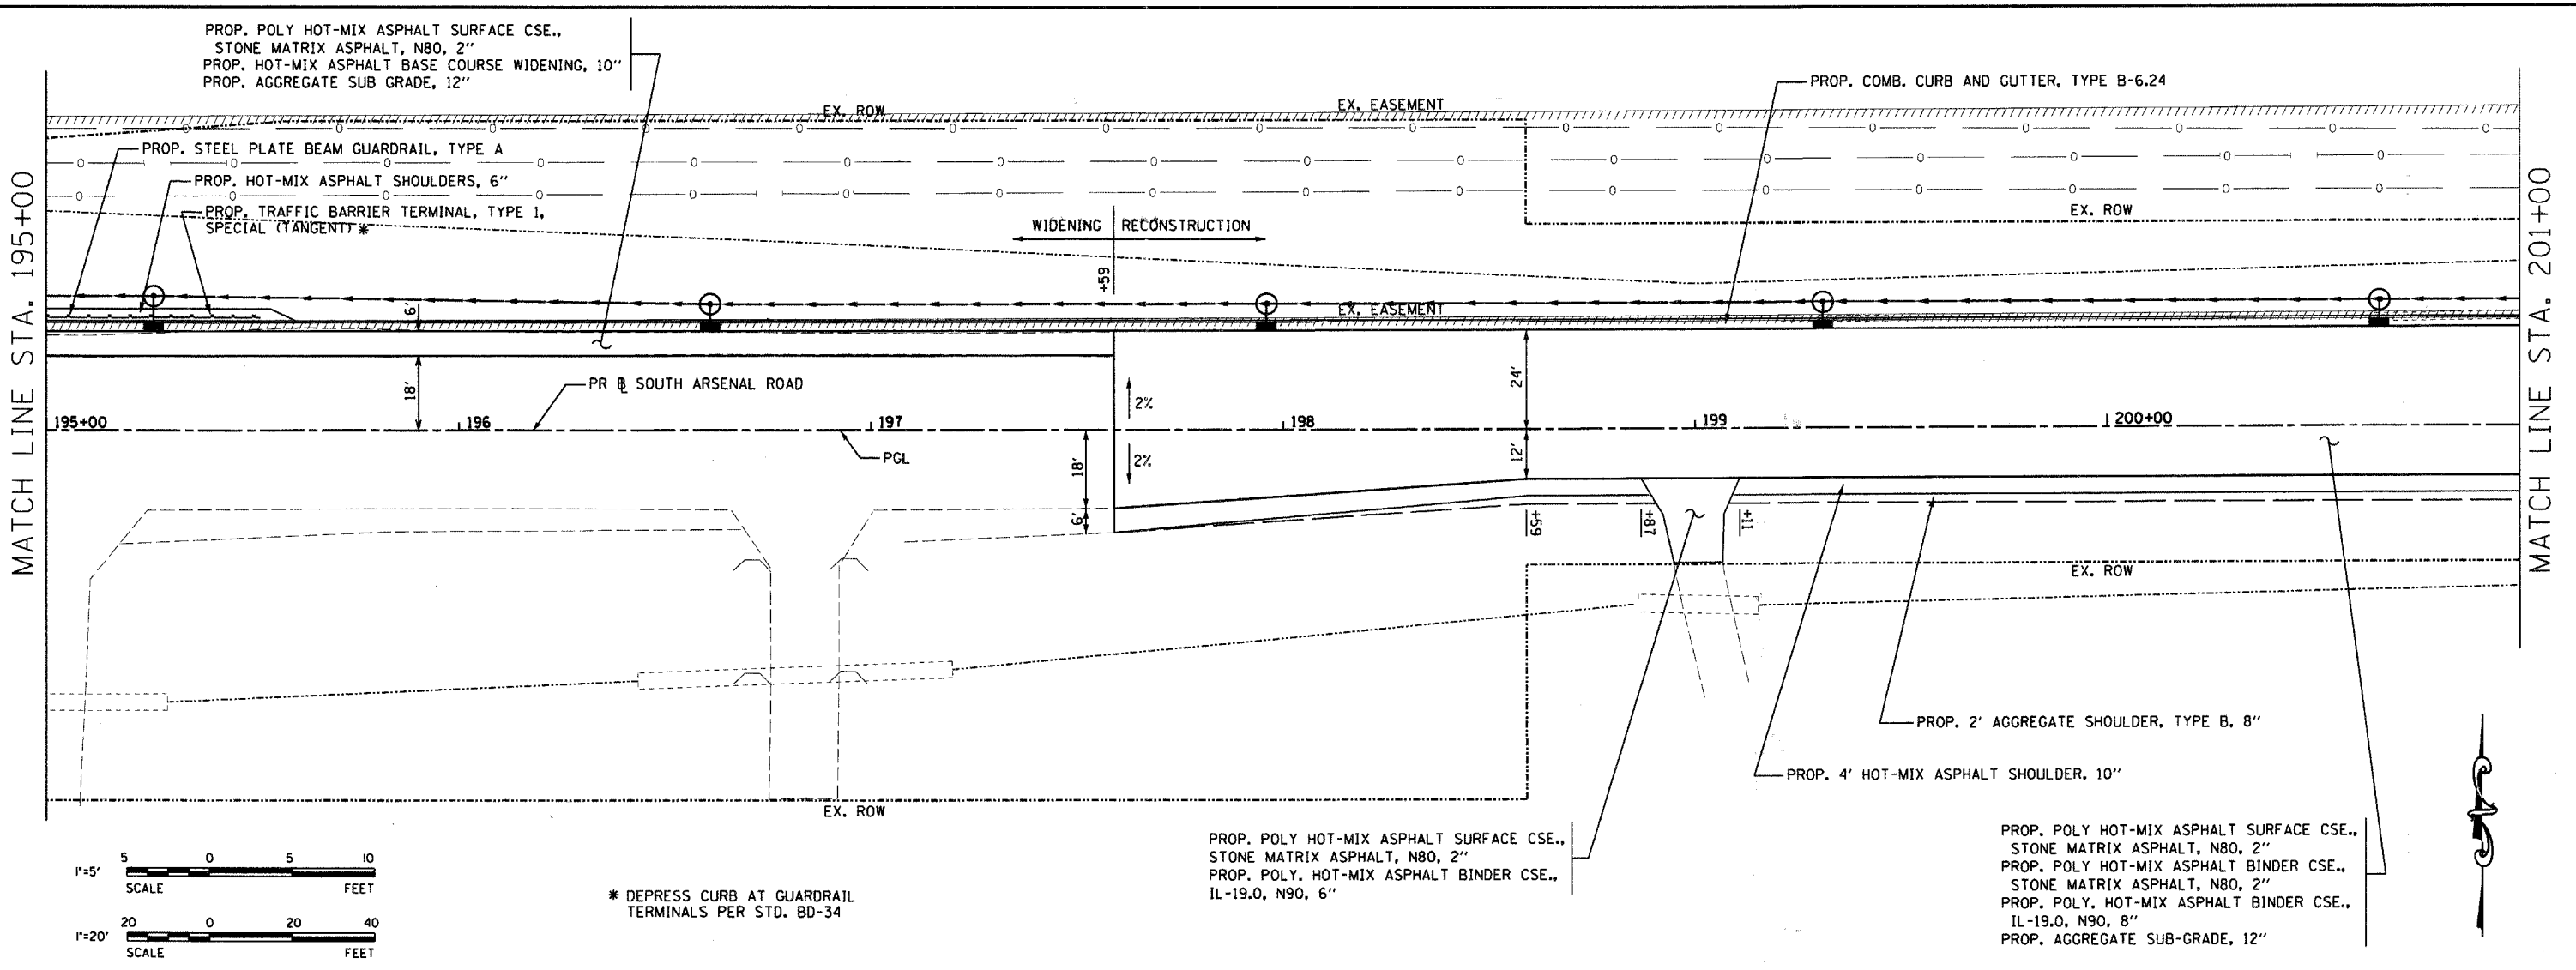 PROP. POLY HOT-MIX ASPHALT SURFACE CSE.,
STONE MATRIX ASPHALT, N80, 2"
PROP. HOT-MIX ASPHALT BASE COURSE WIDENING, 10"
PROP. AGGREGATE SUB GRADE, 12"
PROP. COMB. CURB AND GUTTER, TYPE B-6.24
EX. ROW
EX. EASEMENT
PROP. STEEL PLATE BEAM GUARDRAIL, TYPE A
PROP. HOT-MIX ASPHALT SHOULDERS, 6"
PROP. TRAFFIC BARRIER TERMINAL, TYPE 1,
SPECIAL (TANGENT) *
EX. ROW
WIDENING
RECONSTRUCTION
+59
MATCH LINE STA. 195+00
MATCH LINE STA. 201+00
6'
EX. EASEMENT
18'
PR BL SOUTH ARSENAL ROAD
24'
2%
195+00
196
197
198
199
200+00
PGL
18'
2%
12'
6'
+59
+87
+11
EX. ROW
PROP. 2' AGGREGATE SHOULDER, TYPE B, 8"
PROP. 4' HOT-MIX ASPHALT SHOULDER, 10"
EX. ROW
PROP. POLY HOT-MIX ASPHALT SURFACE CSE.,
STONE MATRIX ASPHALT, N80, 2"
PROP. POLY. HOT-MIX ASPHALT BINDER CSE.,
IL-19.0, N90, 6"
PROP. POLY HOT-MIX ASPHALT SURFACE CSE.,
STONE MATRIX ASPHALT, N80, 2"
PROP. POLY HOT-MIX ASPHALT BINDER CSE.,
STONE MATRIX ASPHALT, N80, 2"
PROP. POLY. HOT-MIX ASPHALT BINDER CSE.,
IL-19.0, N90, 8"
PROP. AGGREGATE SUB-GRADE, 12"
5 0 5 10
1"=5'
SCALE FEET
20 0 20 40
1"=20'
SCALE FEET
* DEPRESS CURB AT GUARDRAIL
TERMINALS PER STD. BD-34